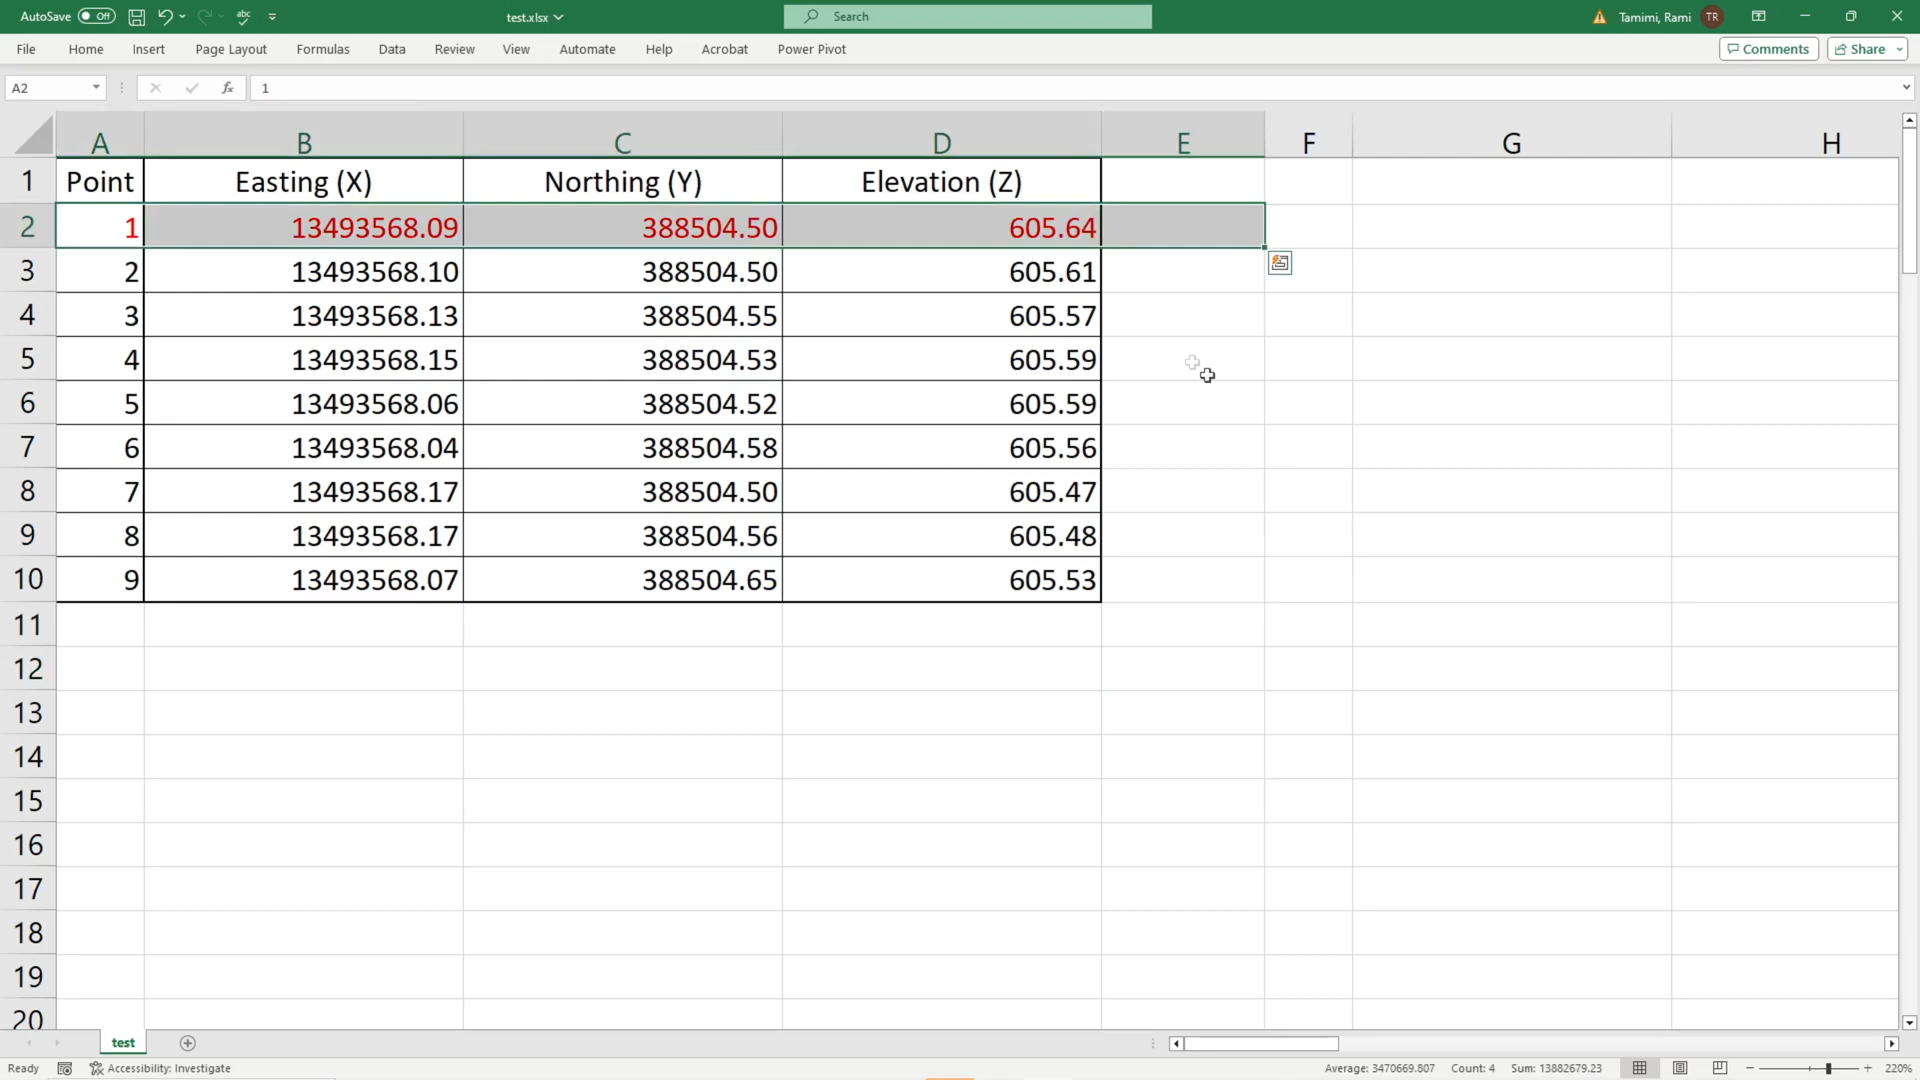 AutoSave Off abc test.xlsx Search Tamimi, Rami TR
File Home Insert Page Layout Formulas Data Review View Automate Help Acrobat Power Pivot Comments Share
A2 fx 1
A B C D E F G H
1 Point Easting (X) Northing (Y) Elevation (Z)
2 1 13493568.09 388504.50 605.64
3 2 13493568.10 388504.50 605.61
4 3 13493568.13 388504.55 605.57
5 4 13493568.15 388504.53 605.59
6 5 13493568.06 388504.52 605.59
7 6 13493568.04 388504.58 605.56
8 7 13493568.17 388504.50 605.47
9 8 13493568.17 388504.56 605.48
10 9 13493568.07 388504.65 605.53
11
12
13
14
15
16
17
18
19
20
test
Ready Accessibility: Investigate Average: 3470669.807 Count: 4 Sum: 13882679.23 220%